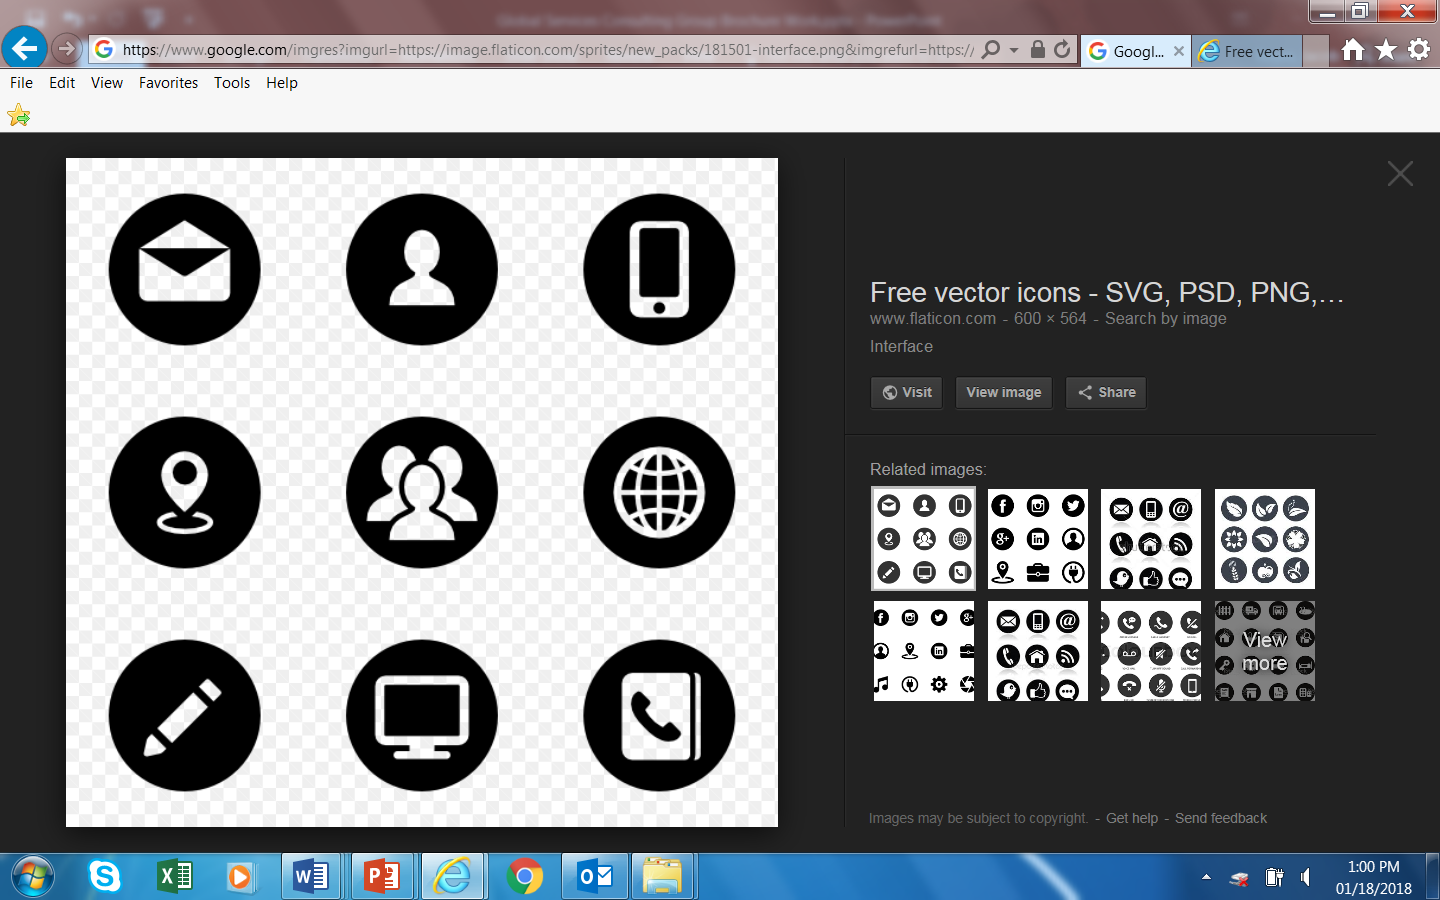 https://www.google.com/imgres?imgurl=https://image.flaticon.com/sprites/new_packs/181501-interface.png&imgrefurl=https:/
Googl...
Free vect...
File Edit View Favorites Tools Help
Free vector icons - SVG, PSD, PNG,...
www.flaticon.com - 600 × 564 - Search by image
Interface
Visit
View image
Share
Related images:
View
more
Images may be subject to copyright. - Get help - Send feedback
1:00 PM
01/18/2018